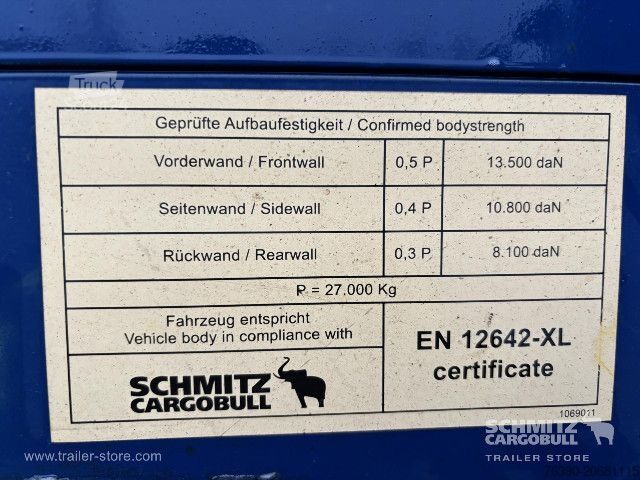 Truck
Geprüfte Aufbaufestigkeit / Confirmed bodystrength
Vorderwand / Frontwall 0,5 P 13.500 daN
Seitenwand / Sidewall 0,4 P 10.800 daN
Rückwand / Rearwall 0,3 P 8.100 daN
P = 27.000 Kg
Fahrzeug entspricht
Vehicle body in compliance with
EN 12642-XL
certificate
SCHMITZ
CARGOBULL
1069011
SCHMITZ
CARGOBULL
TRAILER STORE
www.trailer-store.com